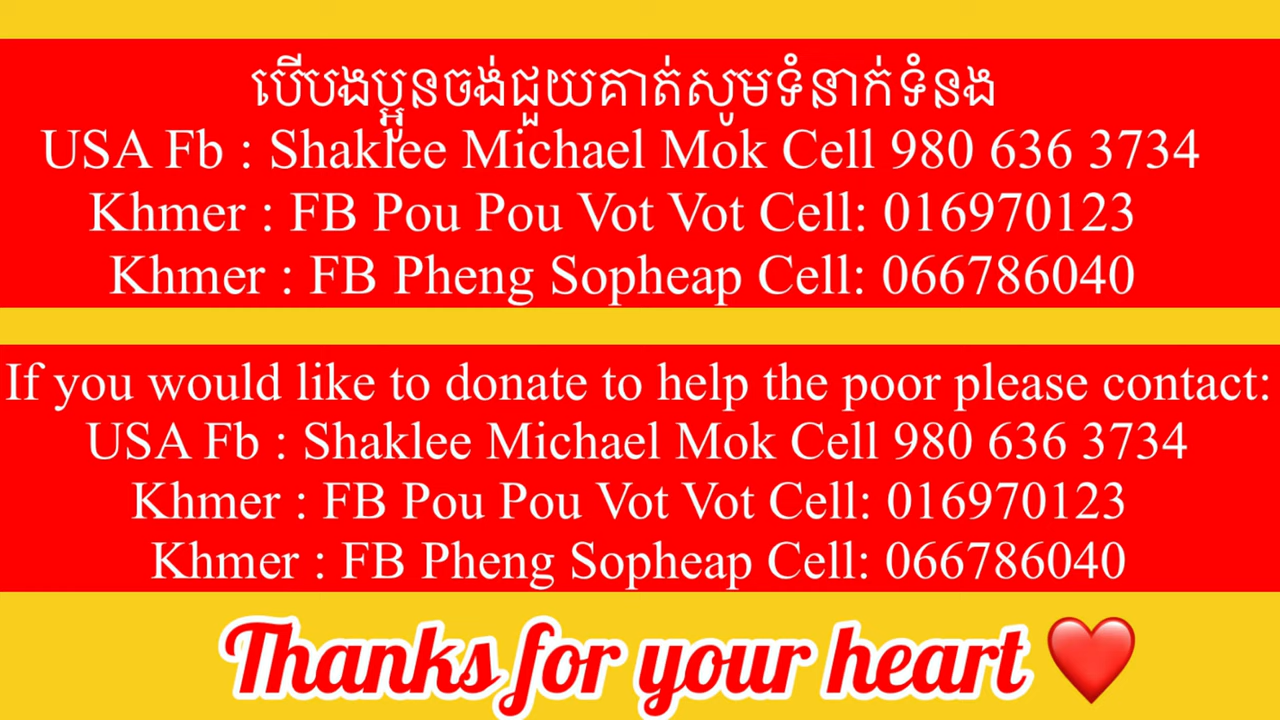 បើបងប្អូនចង់ជួយគាត់សូមទំនាក់ទំនង
USA Fb : Shaklee Michael Mok Cell 980 636 3734
Khmer : FB Pou Pou Vot Vot Cell: 016970123
Khmer : FB Pheng Sopheap Cell: 066786040
If you would like to donate to help the poor please contact:
USA Fb : Shaklee Michael Mok Cell 980 636 3734
Khmer : FB Pou Pou Vot Vot Cell: 016970123
Khmer : FB Pheng Sopheap Cell: 066786040
Thanks for your heart ❤️